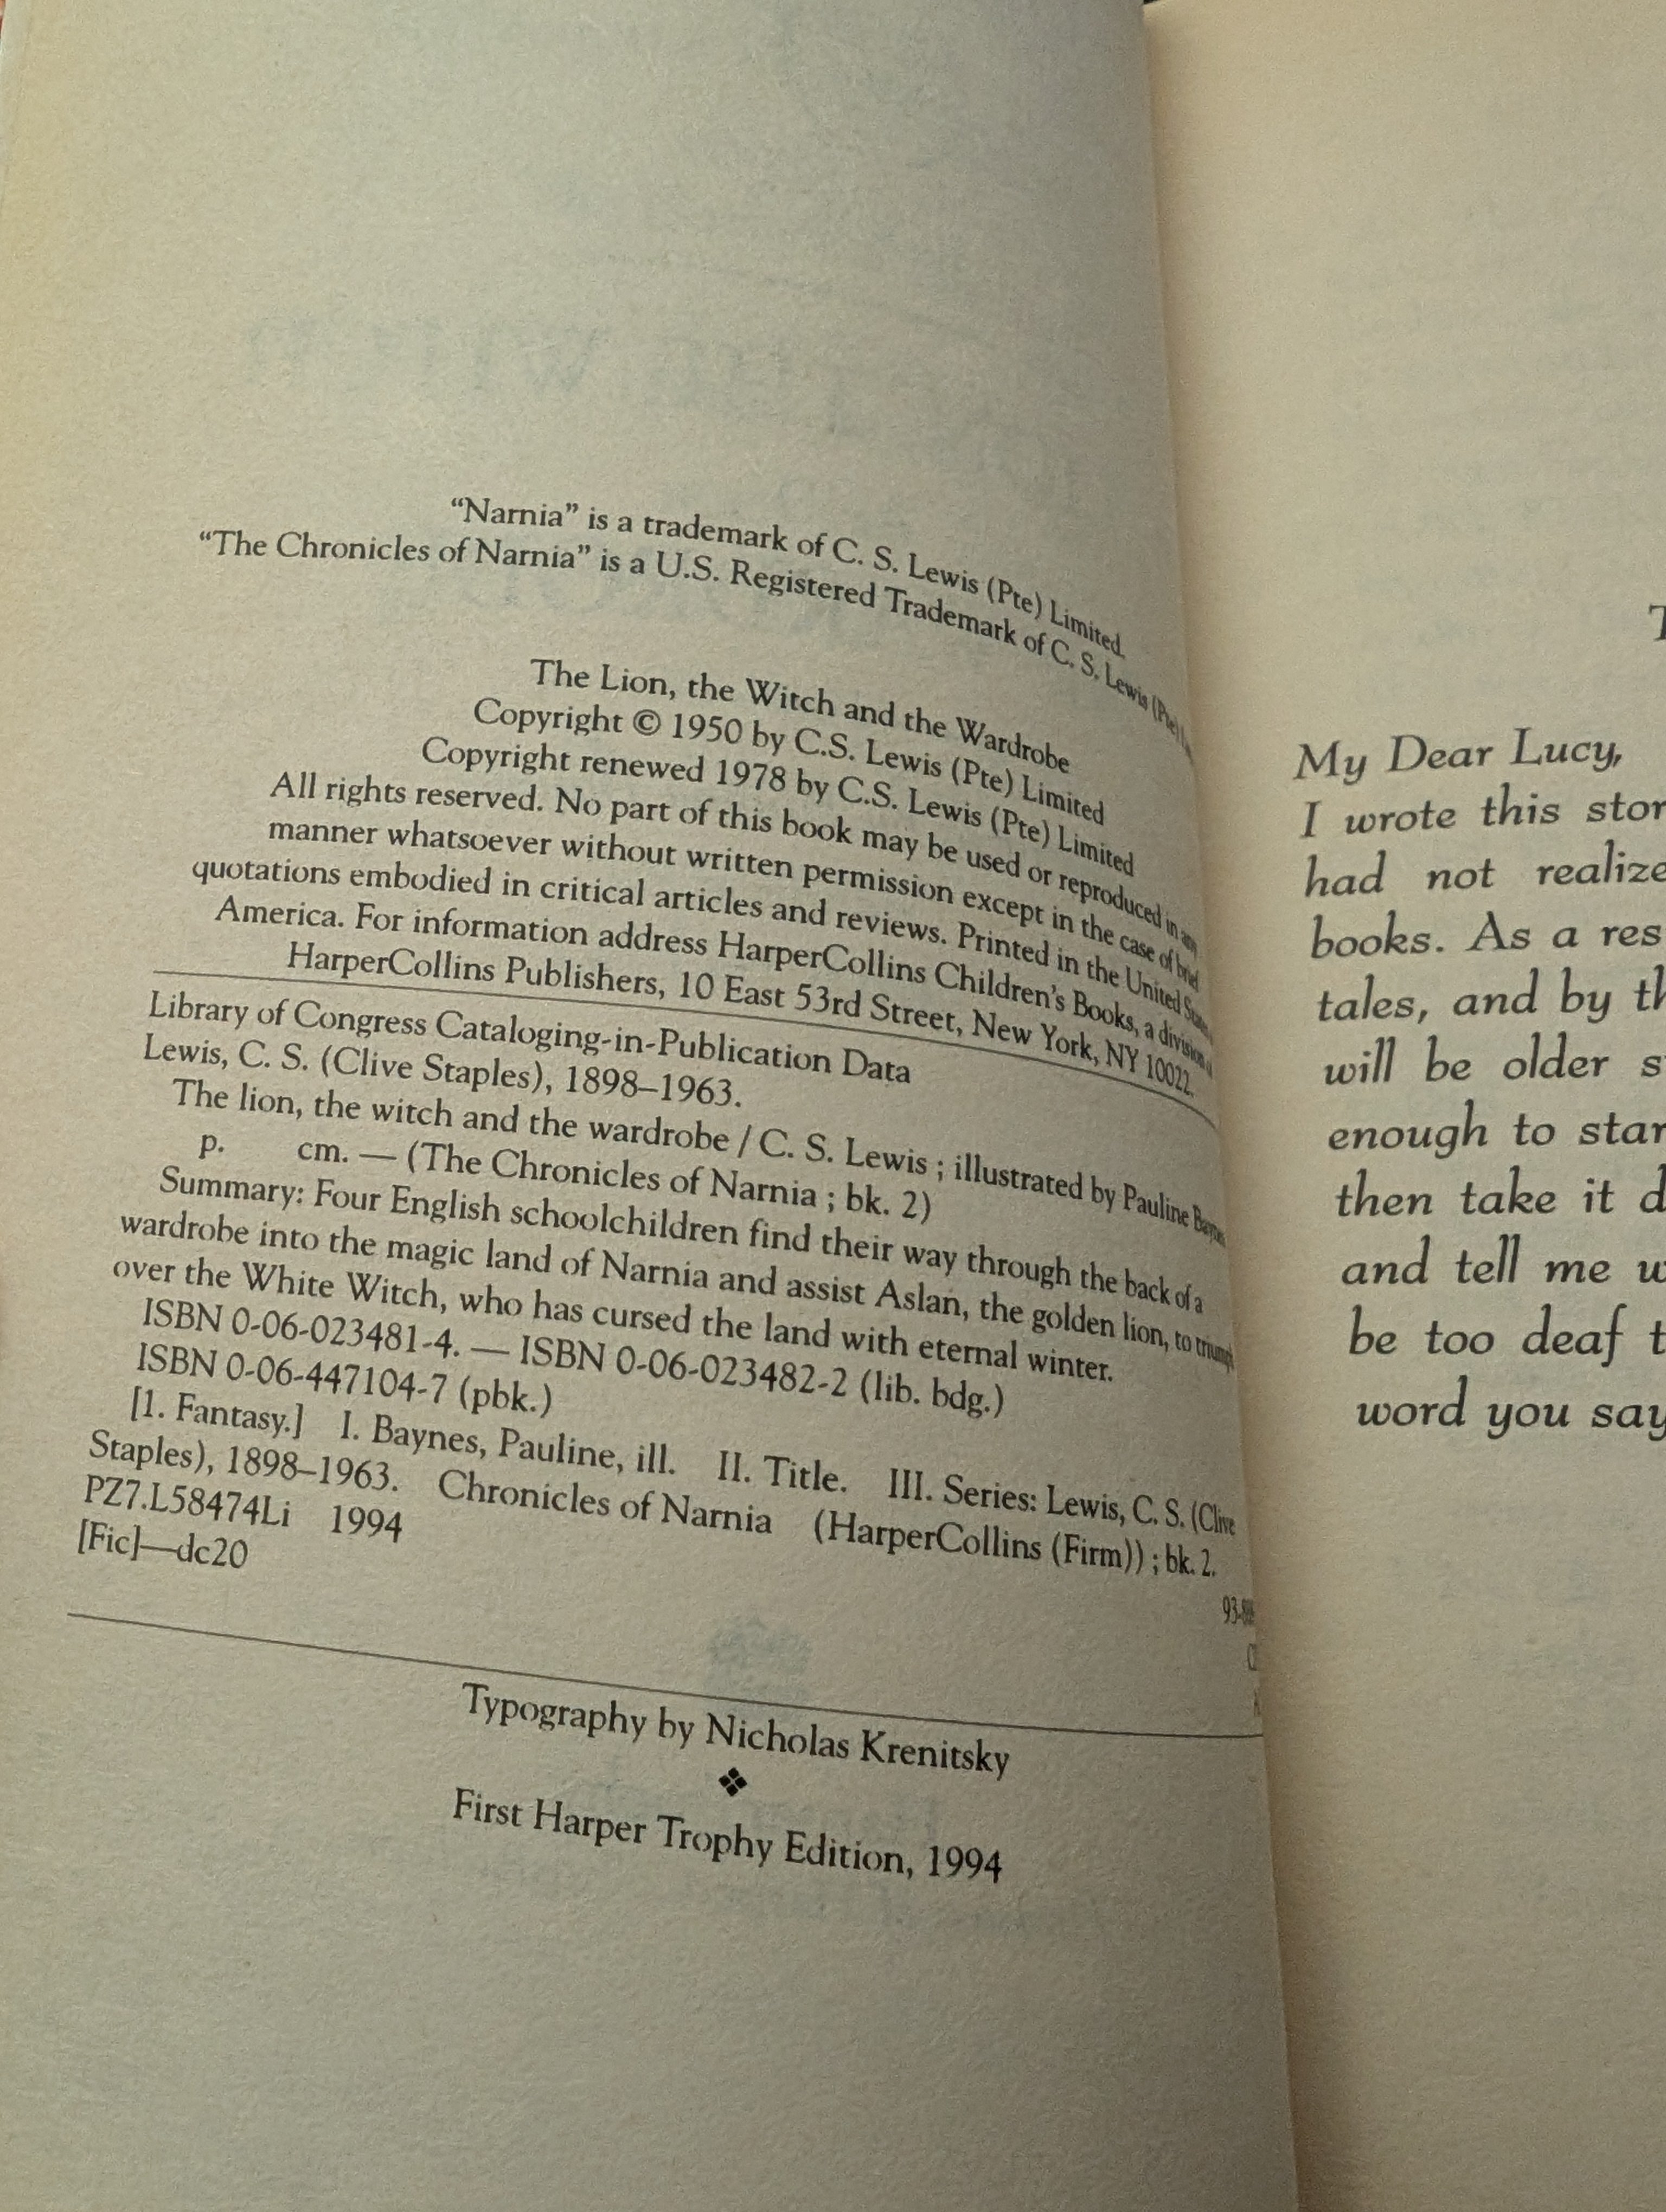 “Narnia” is a trademark of C. S. Lewis (Pte) Limited.
“The Chronicles of Narnia” is a U.S. Registered Trademark of C. S. Lewis (Pte)
The Lion, the Witch and the Wardrobe
Copyright © 1950 by C.S. Lewis (Pte) Limited
Copyright renewed 1978 by C.S. Lewis (Pte) Limited
All rights reserved. No part of this book may be used or reproduced in any
manner whatsoever without written permission except in the case of brief
quotations embodied in critical articles and reviews. Printed in the United
America. For information address HarperCollins Children’s Books, a division
HarperCollins Publishers, 10 East 53rd Street, New York, NY 10022.
Library of Congress Cataloging-in-Publication Data
Lewis, C. S. (Clive Staples), 1898–1963.
The lion, the witch and the wardrobe / C. S. Lewis ; illustrated by Pauline
p. cm. — (The Chronicles of Narnia ; bk. 2)
Summary: Four English schoolchildren find their way through the back of a
wardrobe into the magic land of Narnia and assist Aslan, the golden lion, to triumph
over the White Witch, who has cursed the land with eternal winter.
ISBN 0-06-023481-4. — ISBN 0-06-023482-2 (lib. bdg.)
ISBN 0-06-447104-7 (pbk.)
[1. Fantasy.] I. Baynes, Pauline, ill. II. Title. III. Series: Lewis, C. S. (Clive
Staples), 1898–1963. Chronicles of Narnia (HarperCollins (Firm)) ; bk. 2.
PZ7.L58474Li 1994
[Fic]—dc20
Typography by Nicholas Krenitsky
❖
First Harper Trophy Edition, 1994
My Dear Lucy,
I wrote this stor
had not realize
books. As a res
tales, and by th
will be older s
enough to star
then take it d
and tell me w
be too deaf t
word you say